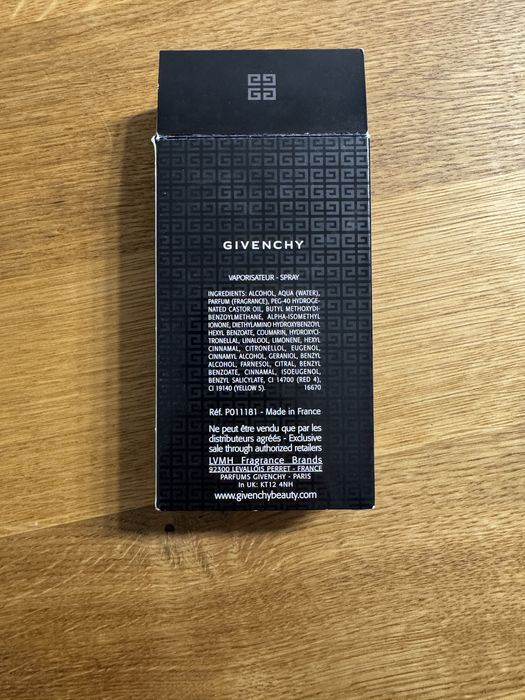 GIVENCHY
VAPORISATEUR - SPRAY
INGREDIENTS: ALCOHOL, AQUA (WATER),
PARFUM (FRAGRANCE), PEG-40 HYDROGE-
NATED CASTOR OIL, BUTYL METHOXYDI-
BENZOYLMETHANE, ALPHA-ISOMETHYL
IONONE, DIETHYLAMINO HYDROXYBENZOYL
HEXYL BENZOATE, COUMARIN, HYDROXYCI-
TRONELLAL, LINALOOL, LIMONENE, HEXYL
CINNAMAL, CITRONELLOL, EUGENOL,
CINNAMYL ALCOHOL, GERANIOL, BENZYL
ALCOHOL, FARNESOL, CITRAL, BENZYL
BENZOATE, CINNAMAL, ISOEUGENOL,
BENZYL SALICYLATE, CI 14700 (RED 4),
CI 19140 (YELLOW 5). 16670
Réf. P011181 - Made in France
Ne peut être vendu que par les
distributeurs agréés - Exclusive
sale through authorized retailers
LVMH Fragrance Brands
92300 LEVALLOIS PERRET - FRANCE
PARFUMS GIVENCHY - PARIS
In UK: KT12 4NH
www.givenchybeauty.com